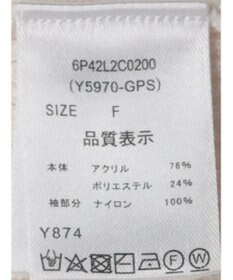 6P42L2C0200
(Y5970-GPS)
SIZE F
品質表示
本体 アクリル 76%
ポリエステル 24%
袖部分 ナイロン 100%
Y874
F W